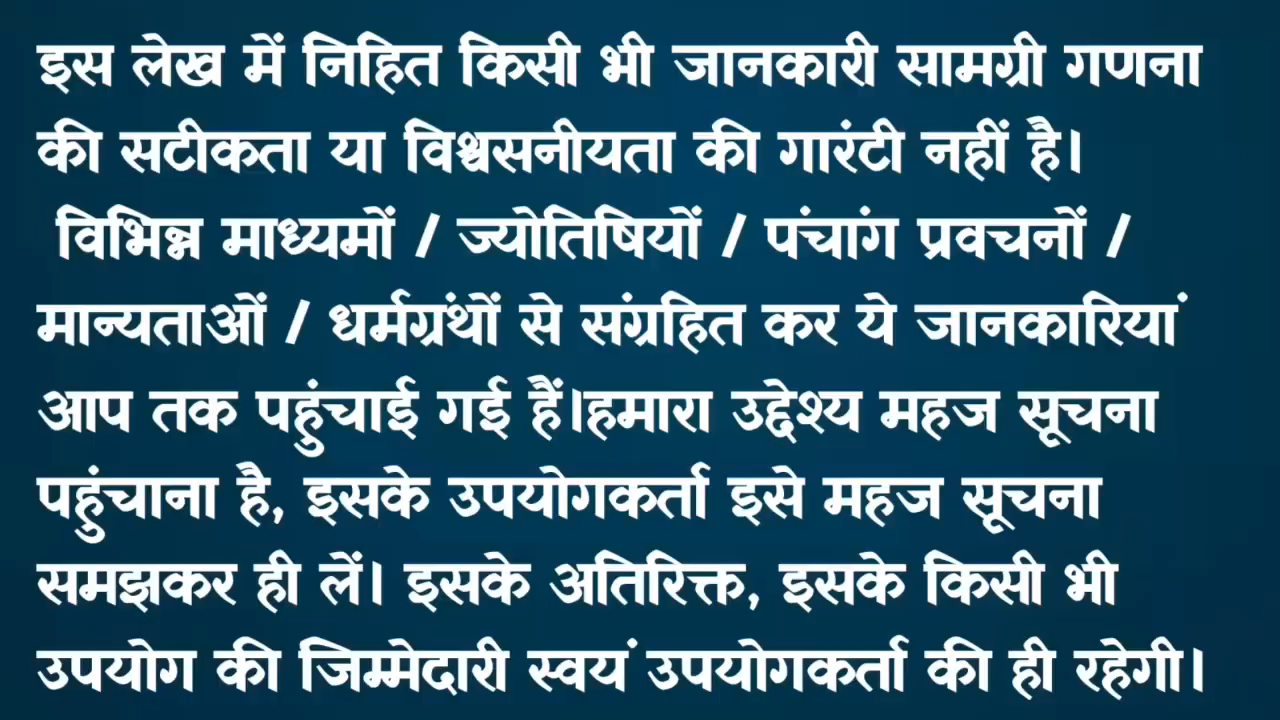 इस लेख में निहित किसी भी जानकारी सामग्री गणना
की सटीकता या विश्वसनीयता की गारंटी नहीं है।
विभिन्न माध्यमों / ज्योतिषियों / पंचांग प्रवचनों /
मान्यताओं / धर्मग्रंथों से संग्रहित कर ये जानकारियां
आप तक पहुंचाई गई हैं।हमारा उद्देश्य महज सूचना
पहुंचाना है, इसके उपयोगकर्ता इसे महज सूचना
समझकर ही लें। इसके अतिरिक्त, इसके किसी भी
उपयोग की जिम्मेदारी स्वयं उपयोगकर्ता की ही रहेगी।